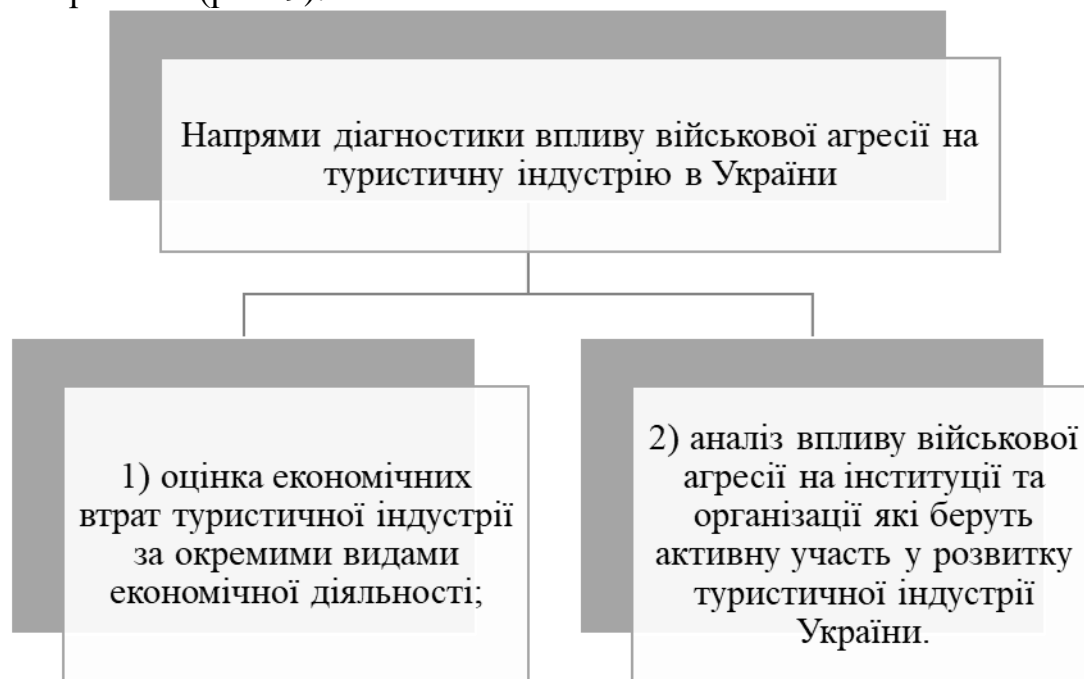 Напрями діагностики впливу військової агресії на
туристичну індустрію в України
1) оцінка економічних
втрат туристичної індустрії
за окремими видами
економічної діяльності;
2) аналіз впливу військової
агресії на інституції та
організації які беруть
активну участь у розвитку
туристичної індустрії
України.